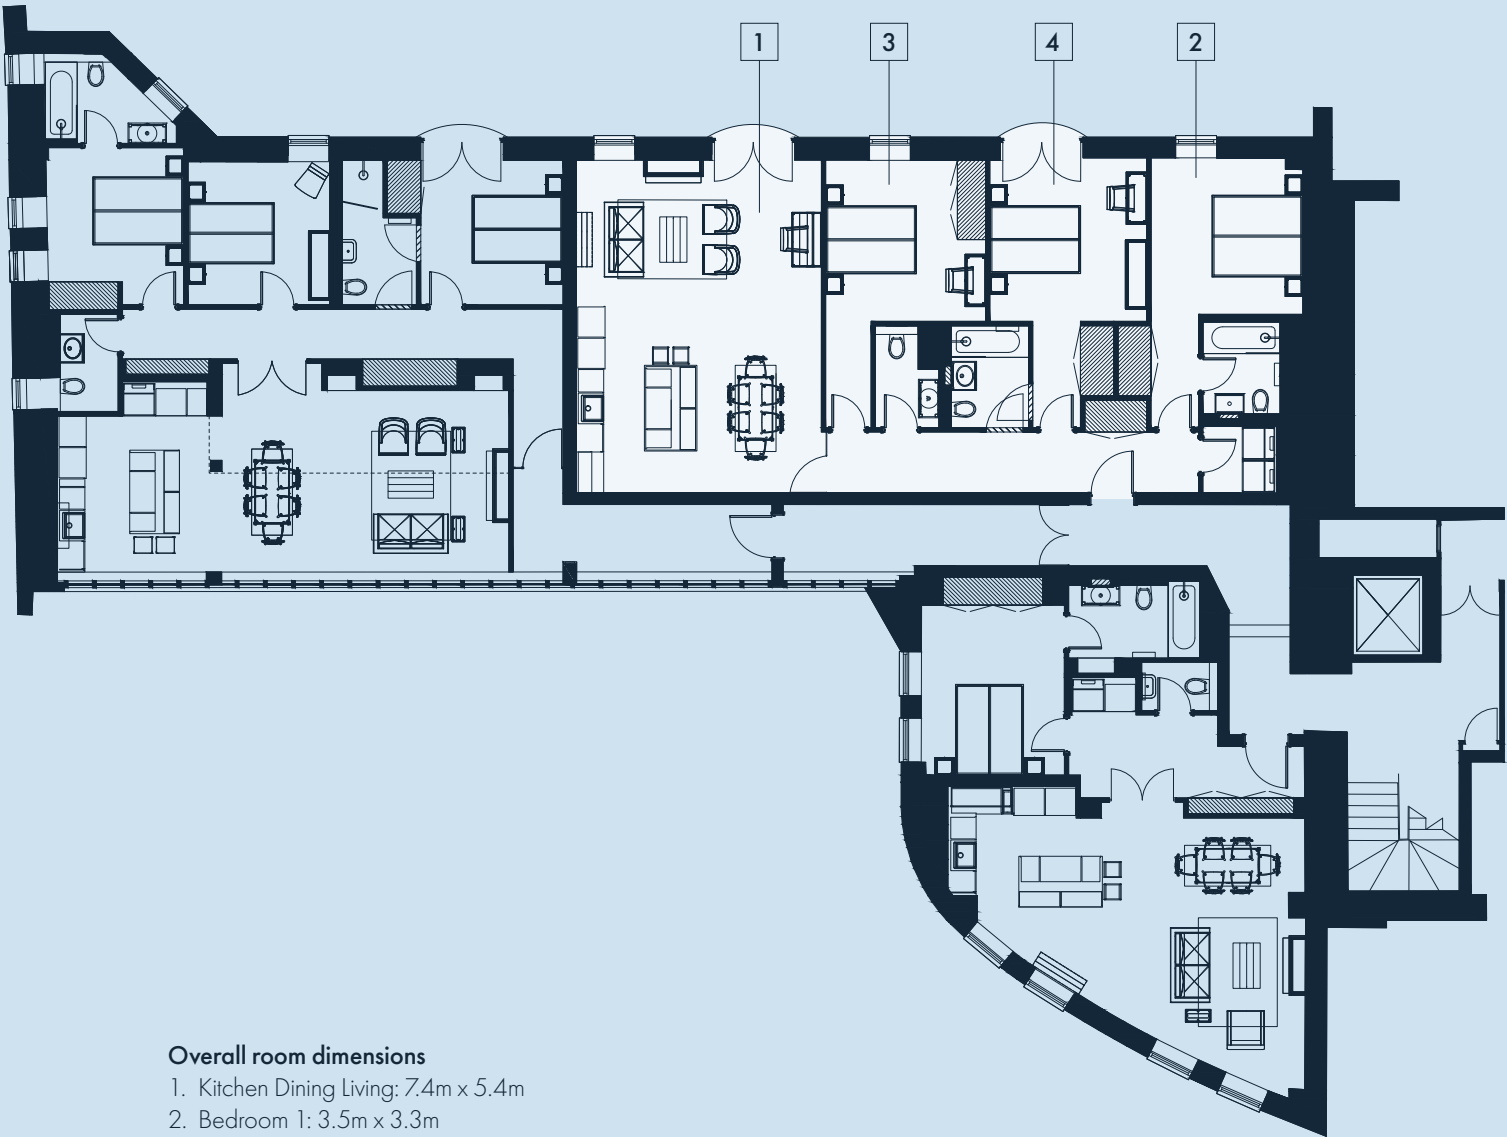 1
3
4
2
Overall room dimensions
1. Kitchen Dining Living: 7.4m x 5.4m
2. Bedroom 1: 3.5m x 3.3m